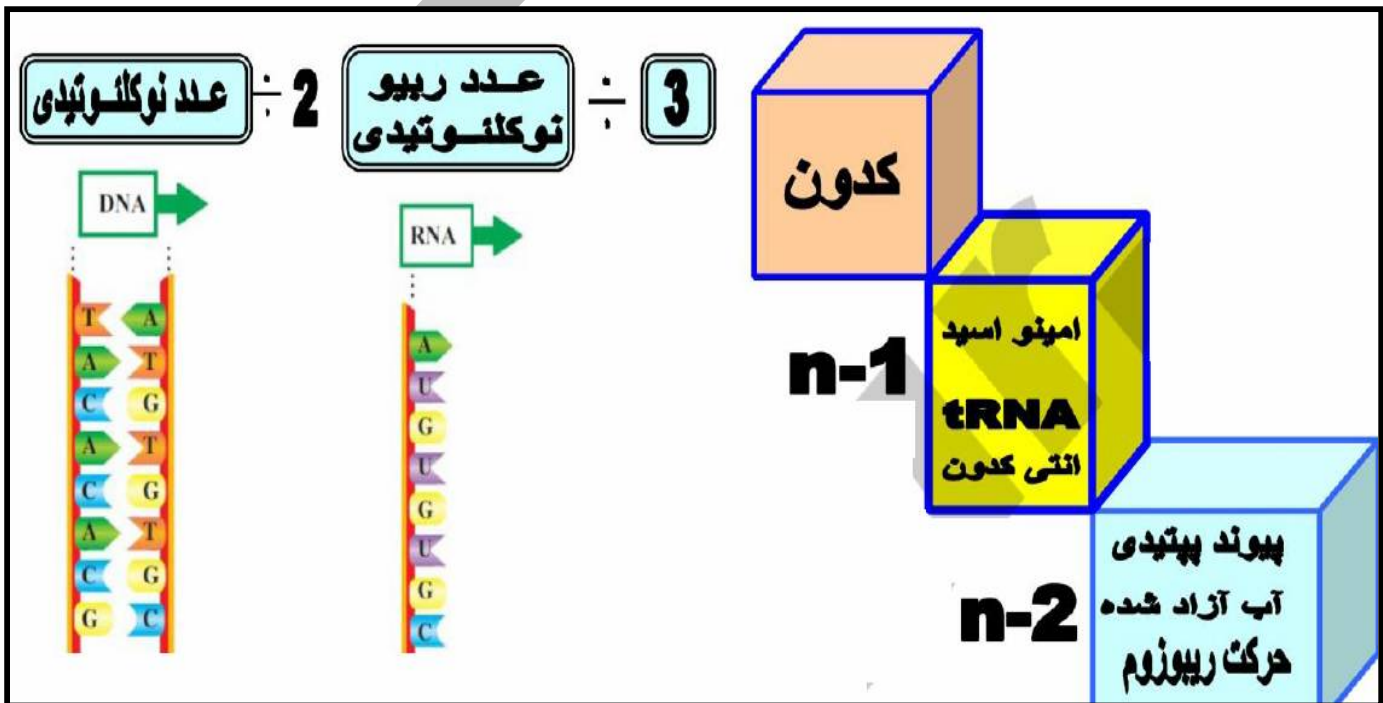 عدد نوکلئوتیدی ÷ 2
عدد ریبو
نوکلئوتیدی ÷ 3
DNA
T A
A T
C G
A T
C G
A T
C G
G C
RNA
A
U
G
U
G
U
G
C
کدون
n-1
امینو اسید
tRNA
انتی کدون
n-2
پیوند پپتیدی
آب آزاد شده
حرکت ریبوزوم